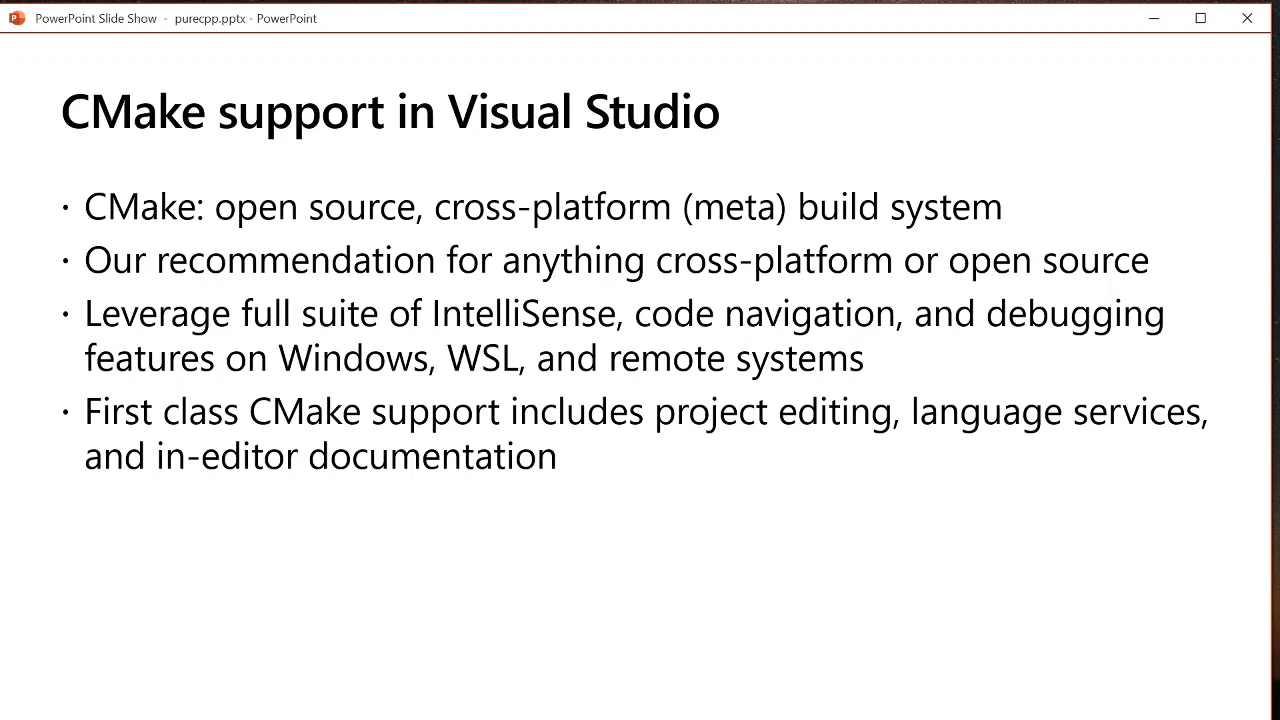 PowerPoint Slide Show - purecpp.pptx - PowerPoint
CMake support in Visual Studio
• CMake: open source, cross-platform (meta) build system
• Our recommendation for anything cross-platform or open source
• Leverage full suite of IntelliSense, code navigation, and debugging
features on Windows, WSL, and remote systems
• First class CMake support includes project editing, language services,
and in-editor documentation